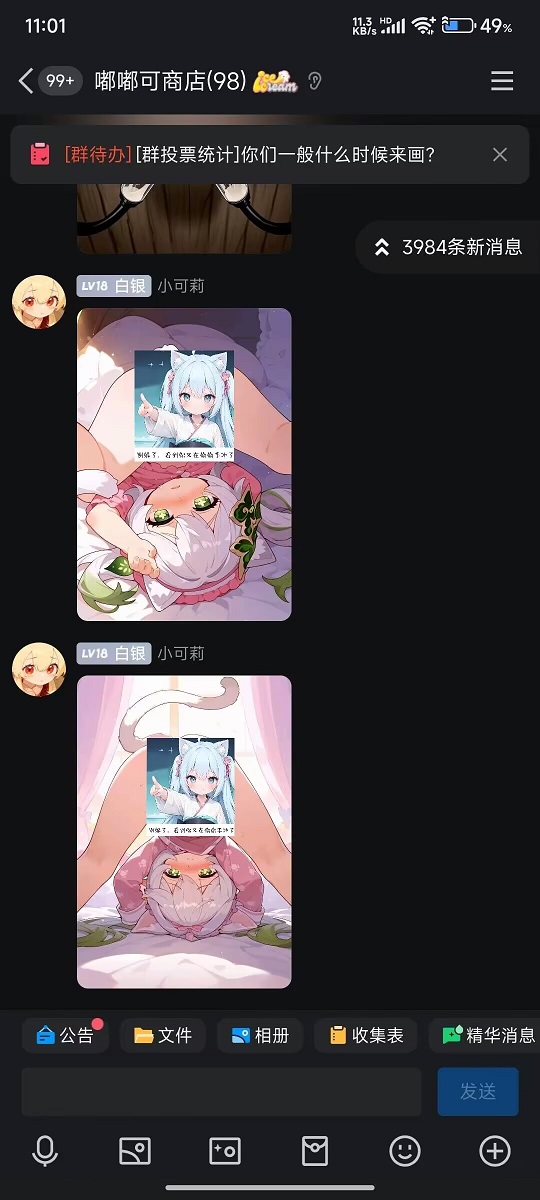 11:01
11.3 KB/s HD 49%
99+ 嘟嘟可商店(98)
[群待办][群投票统计]你们一般什么时候来画?
3984条新消息
LV18 白银 小可莉
LV18 白银 小可莉
公告 文件 相册 收集表 精华消息
发送